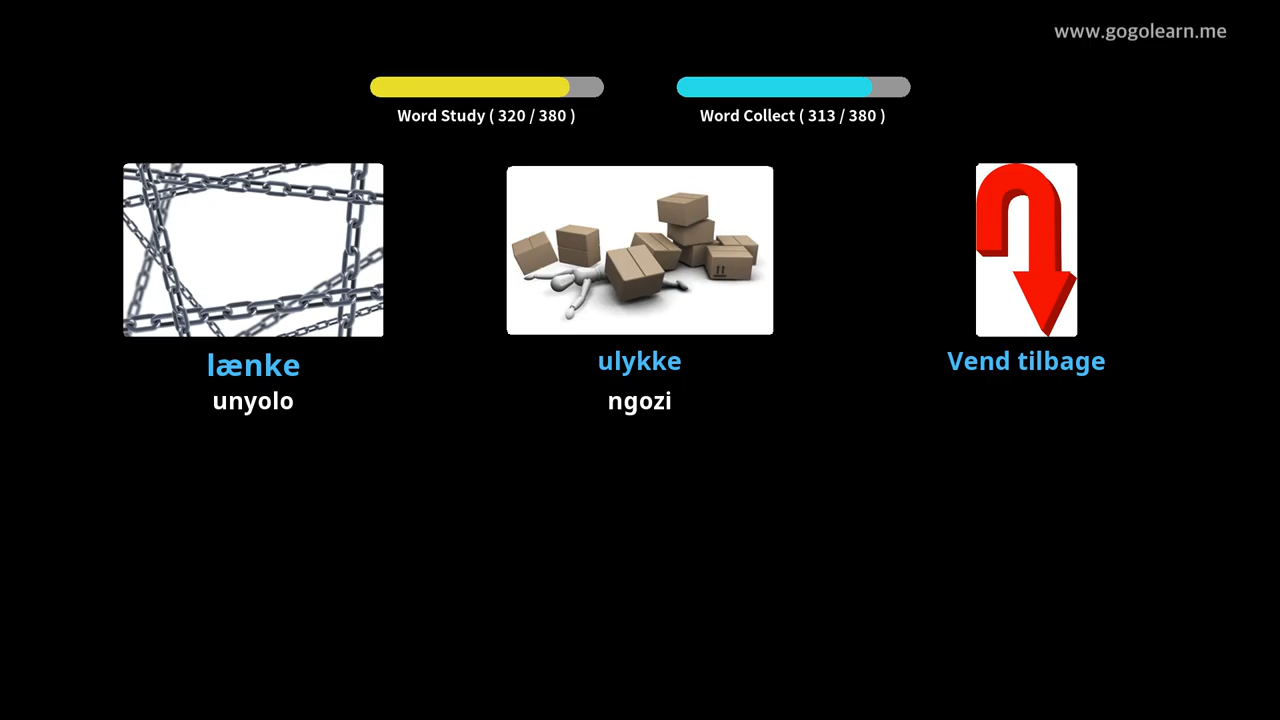 www.gogolearn.me
Word Study ( 320 / 380 )
Word Collect ( 313 / 380 )
lænke
unyolo
ulykke
ngozi
Vend tilbage